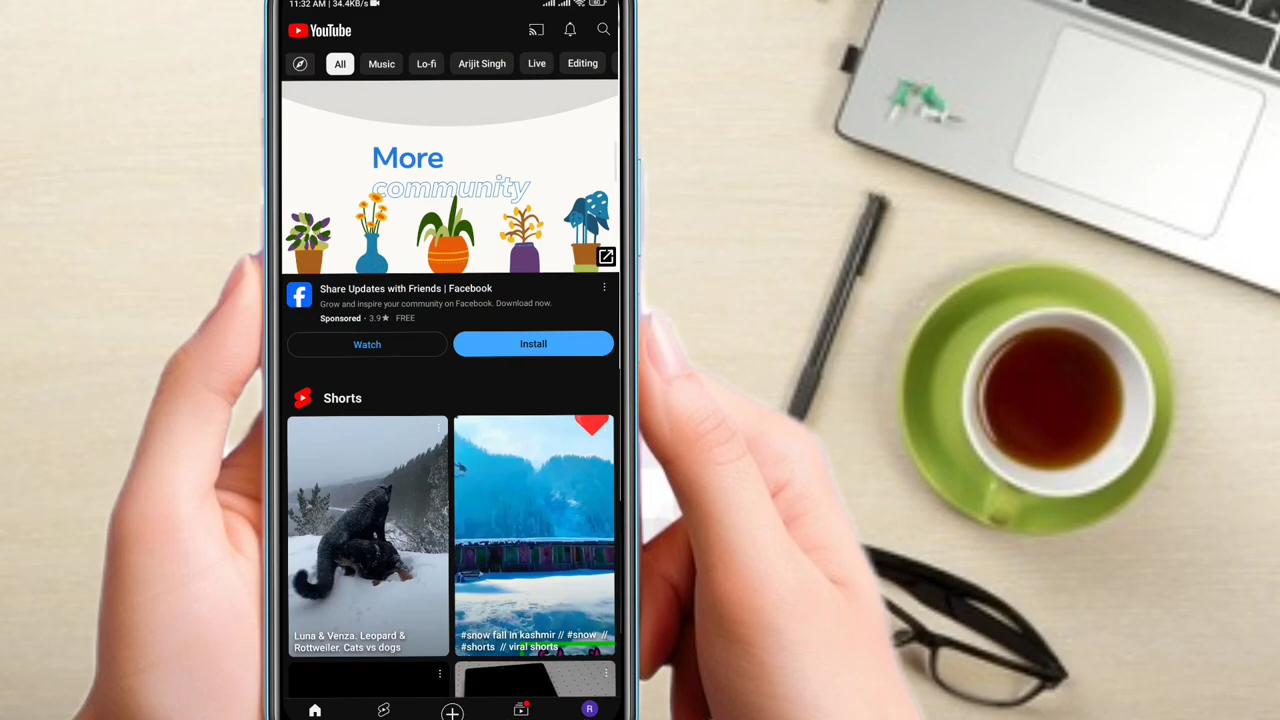 11:32 AM | 34.4KB/s
YouTube
All
Music
Lo-fi
Arijit Singh
Live
Editing
More
community
Share Updates with Friends | Facebook
Grow and inspire your community on Facebook. Download now.
Sponsored • 3.9★ FREE
Watch
Install
Shorts
Luna & Venza. Leopard &
Rottweiler. Cats vs dogs
#snow fall in kashmir // #snow //
#shorts // viral shorts
R